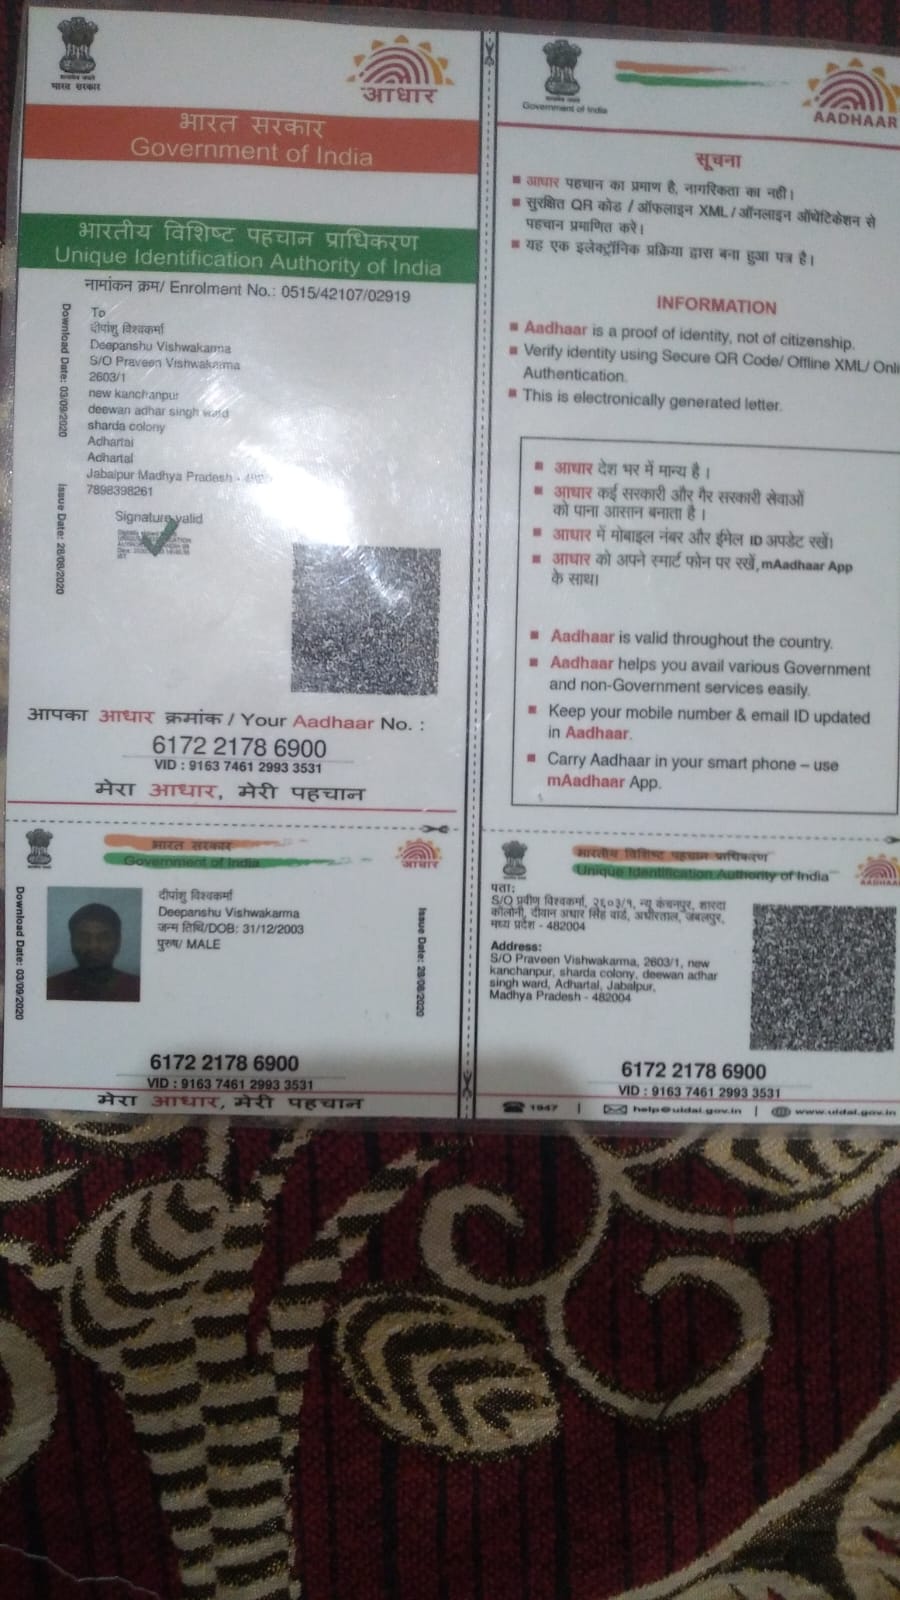 भारत सरकार
आधार
भारत सरकार
Government of India
भारतीय विशिष्ट पहचान प्राधिकरण
Unique Identification Authority of India
नामांकन क्रम/ Enrolment No.: 0515/42107/02919
Download Date: 03/09/2020
Issue Date: 28/08/2020
To
दीपांशु विश्वकर्मा
Deepanshu Vishwakarma
S/O Praveen Vishwakarma
2603/1
new kanchanpur
deewan adhar singh ward
sharda colony
Adhartal
Adhartal
Jabalpur Madhya Pradesh -
7898398261
Signature valid
आपका आधार क्रमांक / Your Aadhaar No. :
6172 2178 6900
VID : 9163 7461 2993 3531
मेरा आधार, मेरी पहचान
भारत सरकार
Government of India
आधार
Download Date: 03/09/2020
दीपांशु विश्वकर्मा
Deepanshu Vishwakarma
जन्म तिथि/DOB: 31/12/2003
पुरुष/ MALE
Issue Date: 28/08/2020
6172 2178 6900
VID : 9163 7461 2993 3531
मेरा आधार, मेरी पहचान
Government of India
AADHAAR
सूचना
■ आधार पहचान का प्रमाण है, नागरिकता का नहीं।
■ सुरक्षित QR कोड / ऑफलाइन XML / ऑनलाइन ऑथेंटिकेशन से
पहचान प्रमाणित करें।
■ यह एक इलेक्ट्रॉनिक प्रक्रिया द्वारा बना हुआ पत्र है।
INFORMATION
■ Aadhaar is a proof of identity, not of citizenship.
■ Verify identity using Secure QR Code/ Offline XML/ Onli
Authentication.
■ This is electronically generated letter.
■ आधार देश भर में मान्य है।
■ आधार कई सरकारी और गैर सरकारी सेवाओं
को पाना आसान बनाता है।
■ आधार में मोबाइल नंबर और ईमेल ID अपडेट रखें।
■ आधार को अपने स्मार्ट फोन पर रखें, mAadhaar App
के साथ।
■ Aadhaar is valid throughout the country.
■ Aadhaar helps you avail various Government
and non-Government services easily.
■ Keep your mobile number & email ID updated
in Aadhaar.
■ Carry Aadhaar in your smart phone – use
mAadhaar App.
भारतीय विशिष्ट पहचान प्राधिकरण
Unique Identification Authority of India
AADHAAR
पता:
S/O प्रवीण विश्वकर्मा, २६०३/१, न्यू कंचनपुर, शारदा
कॉलोनी, दीवान अधार सिंह वार्ड, अधारताल, जबलपुर,
मध्य प्रदेश - 482004
Address:
S/O Praveen Vishwakarma, 2603/1, new
kanchanpur, sharda colony, deewan adhar
singh ward, Adhartal, Jabalpur,
Madhya Pradesh - 482004
6172 2178 6900
VID : 9163 7461 2993 3531
1947 | help@uidai.gov.in | www.uidai.gov.in